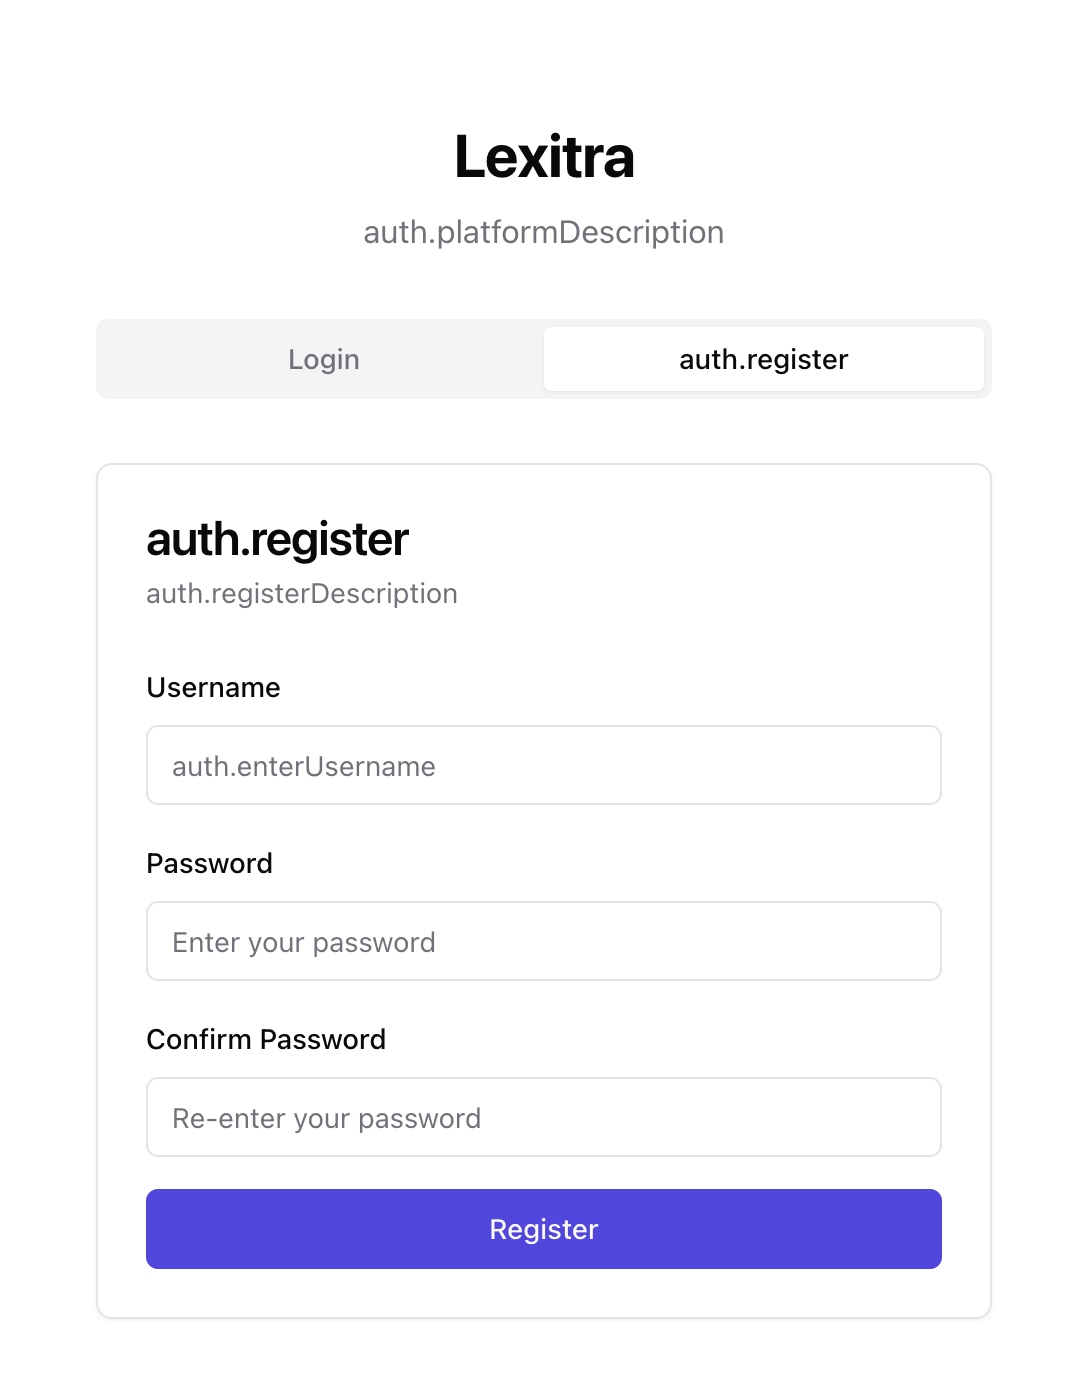 Lexitra
auth.platformDescription
Login
auth.register
auth.register
auth.registerDescription
Username
auth.enterUsername
Password
Enter your password
Confirm Password
Re-enter your password
Register